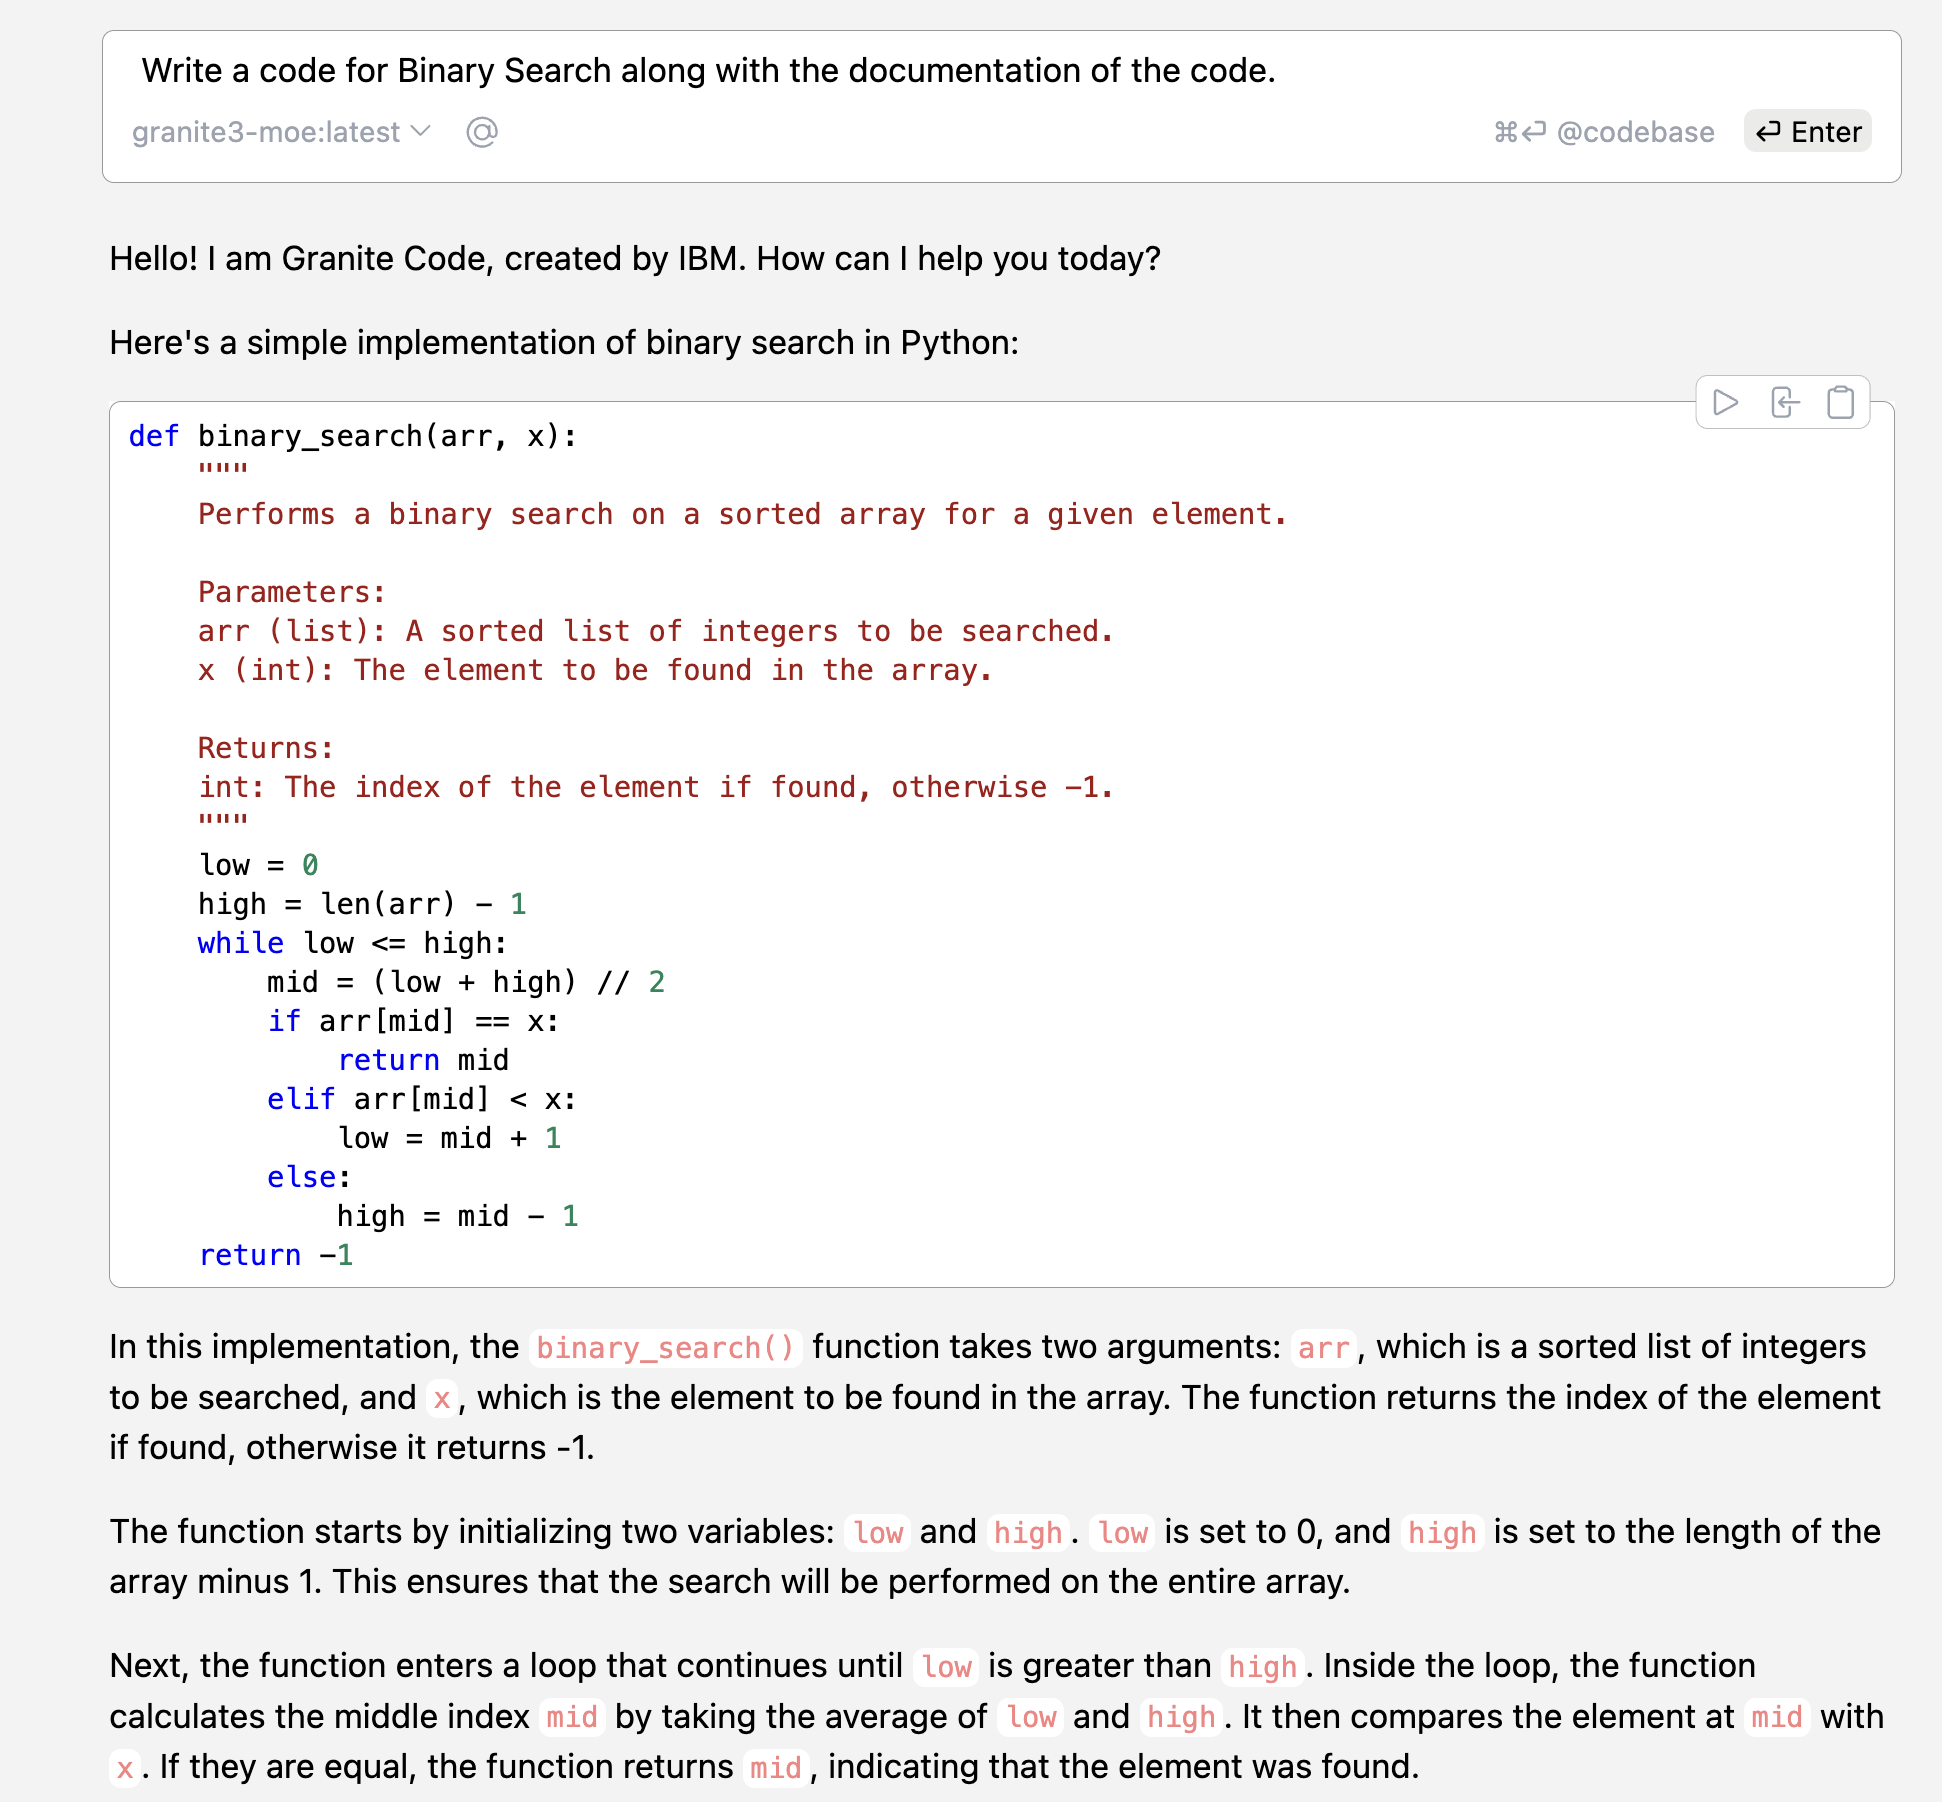 Write a code for Binary Search along with the documentation of the code.
granite3-moe:latest @ ⌘⏎ @codebase ⏎ Enter
Hello! I am Granite Code, created by IBM. How can I help you today?
Here's a simple implementation of binary search in Python:
def binary_search(arr, x):
    """
    Performs a binary search on a sorted array for a given element.

    Parameters:
    arr (list): A sorted list of integers to be searched.
    x (int): The element to be found in the array.

    Returns:
    int: The index of the element if found, otherwise -1.
    """
    low = 0
    high = len(arr) - 1
    while low <= high:
        mid = (low + high) // 2
        if arr[mid] == x:
            return mid
        elif arr[mid] < x:
            low = mid + 1
        else:
            high = mid - 1
    return -1
In this implementation, the binary_search() function takes two arguments: arr, which is a sorted list of integers
to be searched, and x, which is the element to be found in the array. The function returns the index of the element
if found, otherwise it returns -1.
The function starts by initializing two variables: low and high. low is set to 0, and high is set to the length of the
array minus 1. This ensures that the search will be performed on the entire array.
Next, the function enters a loop that continues until low is greater than high. Inside the loop, the function
calculates the middle index mid by taking the average of low and high. It then compares the element at mid with
x. If they are equal, the function returns mid, indicating that the element was found.